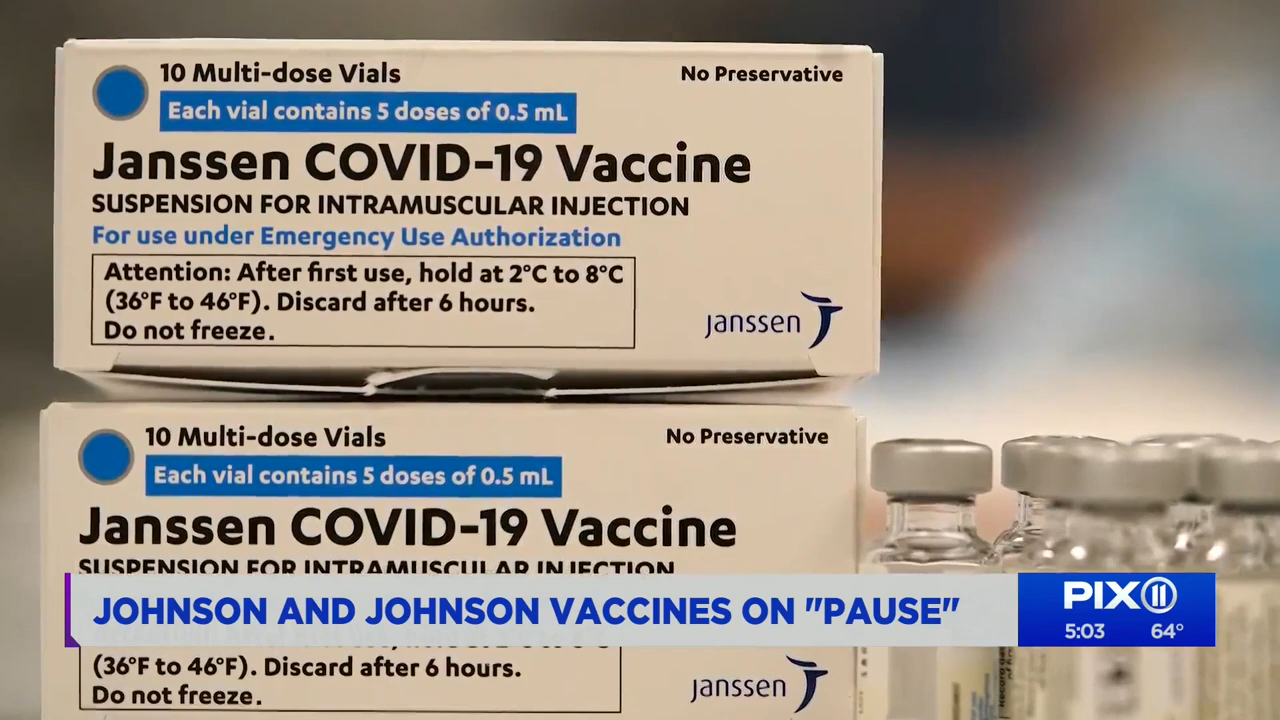 10 Multi-dose Vials
No Preservative
Each vial contains 5 doses of 0.5 mL
Janssen COVID-19 Vaccine
SUSPENSION FOR INTRAMUSCULAR INJECTION
For use under Emergency Use Authorization
Attention: After first use, hold at 2°C to 8°C
(36°F to 46°F). Discard after 6 hours.
Do not freeze.
janssen
10 Multi-dose Vials
No Preservative
Each vial contains 5 doses of 0.5 mL
Janssen COVID-19 Vaccine
SUSPENSION FOR INTRAMUSCULAR INJECTION
JOHNSON AND JOHNSON VACCINES ON "PAUSE"
PIX11
5:03 64°
(36°F to 46°F). Discard after 6 hours.
Do not freeze.
janssen